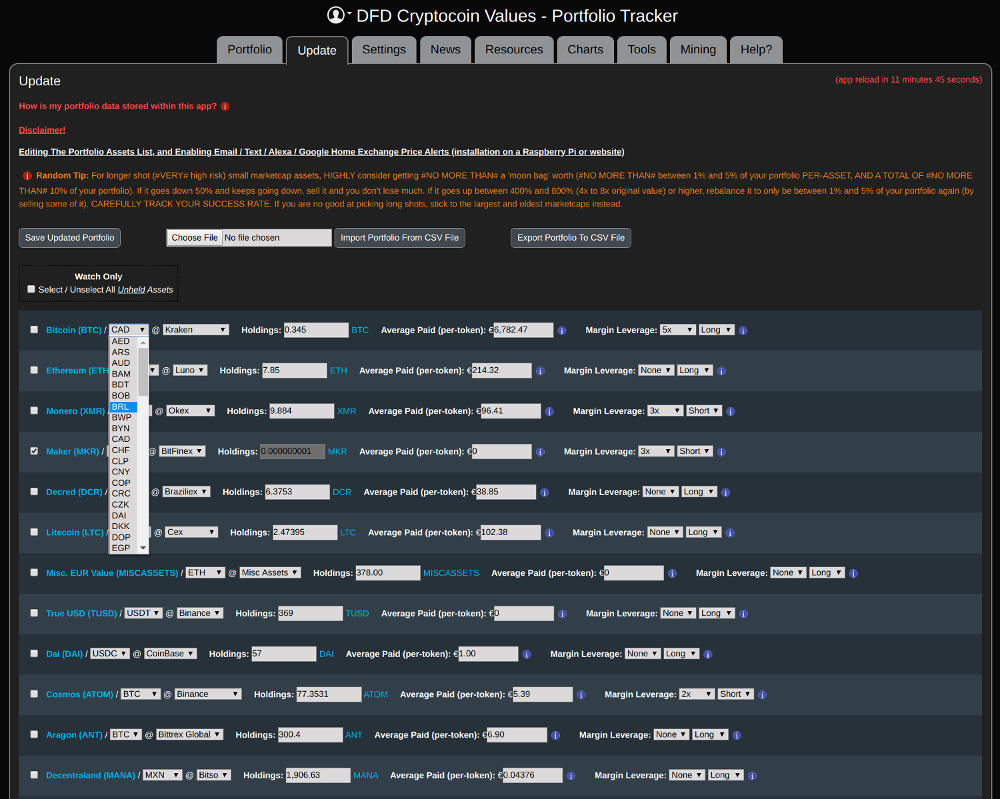 DFD Cryptocoin Values - Portfolio Tracker
Portfolio Update Settings News Resources Charts Tools Mining Help?
Update (app reload in 11 minutes 45 seconds)
How is my portfolio data stored within this app?
Disclaimer!
Editing The Portfolio Assets List, and Enabling Email / Text / Alexa / Google Home Exchange Price Alerts (installation on a Raspberry Pi or website)
Random Tip: For longer shot (#VERY# high risk) small marketcap assets, HIGHLY consider getting #NO MORE THAN# a 'moon bag' worth (#NO MORE THAN# between 1% and 5% of your portfolio PER-ASSET, AND A TOTAL OF #NO MORE
THAN# 10% of your portfolio). If it goes down 50% and keeps going down, sell it and you don't lose much. If it goes up between 400% and 800% (4x to 8x original value) or higher, rebalance it to only be between 1% and 5% of your portfolio again (by
selling some of it). CAREFULLY TRACK YOUR SUCCESS RATE. If you are no good at picking long shots, stick to the largest and oldest marketcaps instead.
Save Updated Portfolio Choose File No file chosen Import Portfolio From CSV File Export Portfolio To CSV File
Watch Only
Select / Unselect All Unheld Assets
Bitcoin (BTC) / CAD @ Kraken Holdings: 0.345 BTC Average Paid (per-token): €6,782.47 Margin Leverage: 5x Long
AED
ARS
AUD
Ethereum (ETH @ Luno Holdings: 7.85 ETH Average Paid (per-token): €214.32 Margin Leverage: None Long
BAM
BDT
BOB
BRL
Monero (XMR) @ Okex Holdings: 9.884 XMR Average Paid (per-token): €96.41 Margin Leverage: 3x Short
BWP
BYN
CAD
Maker (MKR) / @ BitFinex Holdings: 0.000000001 MKR Average Paid (per-token): €0 Margin Leverage: 3x Short
CHF
CLP
CNY
COP
Decred (DCR) / @ Braziliex Holdings: 6.3753 DCR Average Paid (per-token): €38.85 Margin Leverage: None Long
CRC
CZK
DAI
DKK
Litecoin (LTC) / @ Cex Holdings: 2.47395 LTC Average Paid (per-token): €102.38 Margin Leverage: None Long
DOP
EGP
Misc. EUR Value (MISCASSETS) / ETH @ Misc Assets Holdings: 378.00 MISCASSETS Average Paid (per-token): €0 Margin Leverage: None Long
True USD (TUSD) / USDT @ Binance Holdings: 369 TUSD Average Paid (per-token): €0 Margin Leverage: None Long
Dai (DAI) / USDC @ CoinBase Holdings: 57 DAI Average Paid (per-token): €1.00 Margin Leverage: None Long
Cosmos (ATOM) / BTC @ Binance Holdings: 77.3531 ATOM Average Paid (per-token): €5.39 Margin Leverage: 2x Short
Aragon (ANT) / BTC @ Bittrex Global Holdings: 300.4 ANT Average Paid (per-token): €6.90 Margin Leverage: None Long
Decentraland (MANA) / MXN @ Bitso Holdings: 1,906.63 MANA Average Paid (per-token): €0.04376 Margin Leverage: None Long